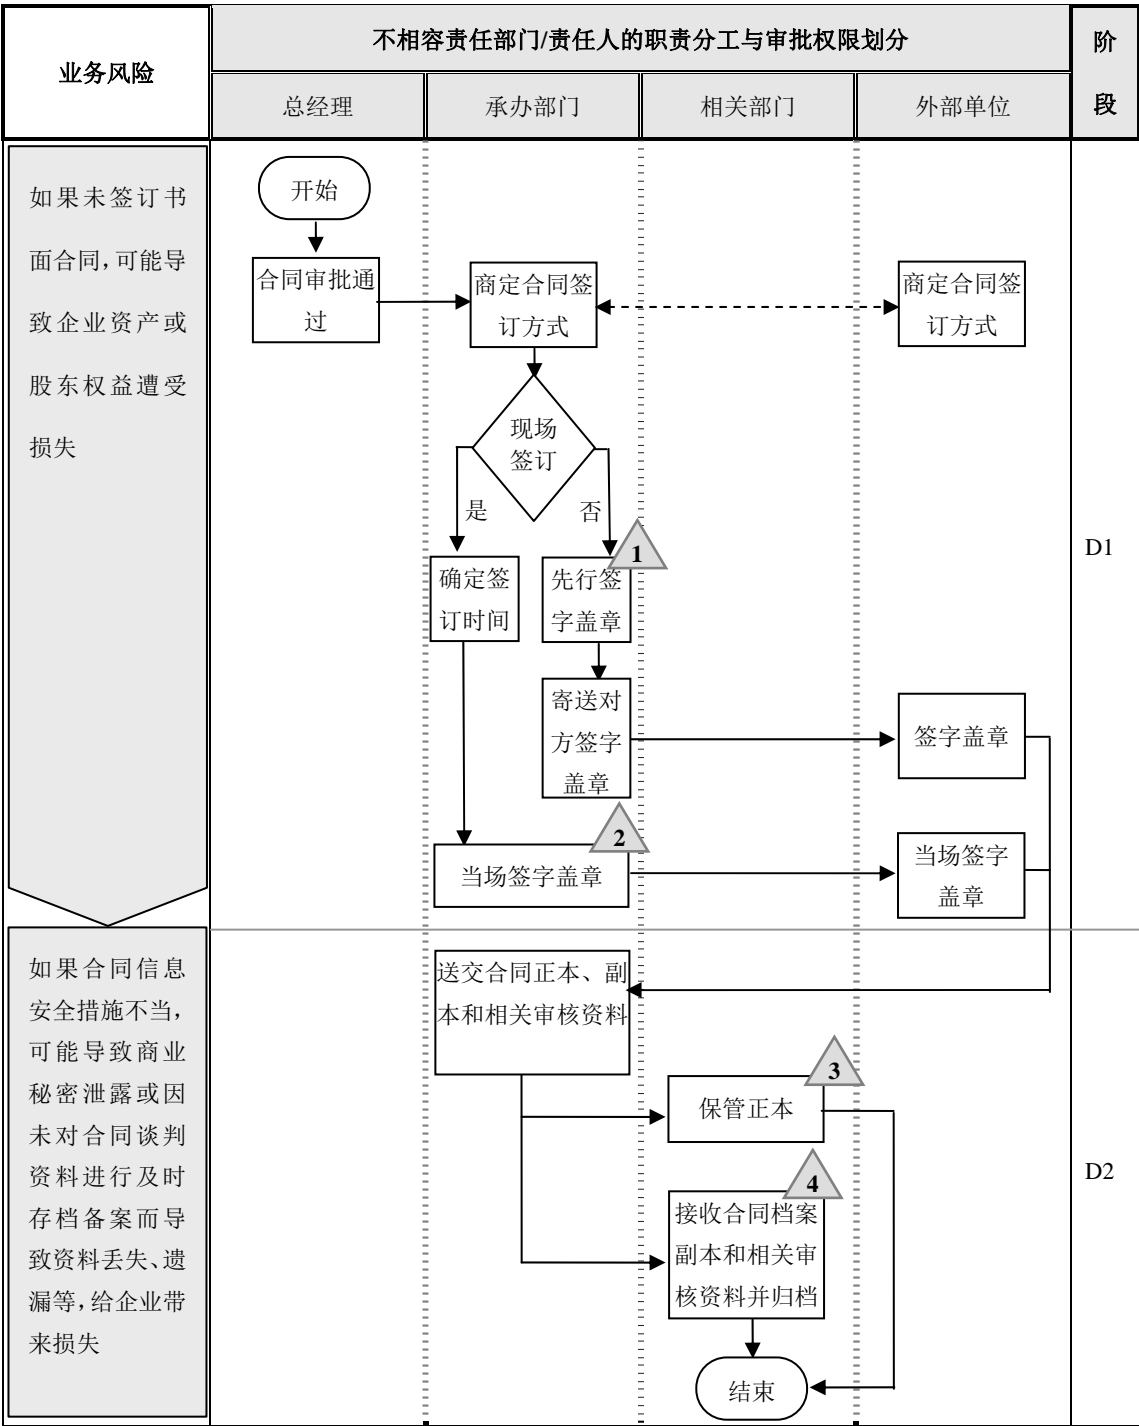 业务风险
不相容责任部门/责任人的职责分工与审批权限划分
阶
段
总经理
承办部门
相关部门
外部单位
如果未签订书
面合同，可能导
致企业资产或
股东权益遭受
损失
开始
合同审批通
过
商定合同签
订方式
商定合同签
订方式
现场
签订
是
否
确定签
订时间
1
先行签
字盖章
寄送对
方签字
盖章
签字盖章
2
当场签字盖章
当场签字
盖章
D1
如果合同信息
安全措施不当，
可能导致商业
秘密泄露或因
未对合同谈判
资料进行及时
存档备案而导
致资料丢失、遗
漏等，给企业带
来损失
送交合同正本、副
本和相关审核资料
3
保管正本
4
接收合同档案
副本和相关审
核资料并归档
结束
D2